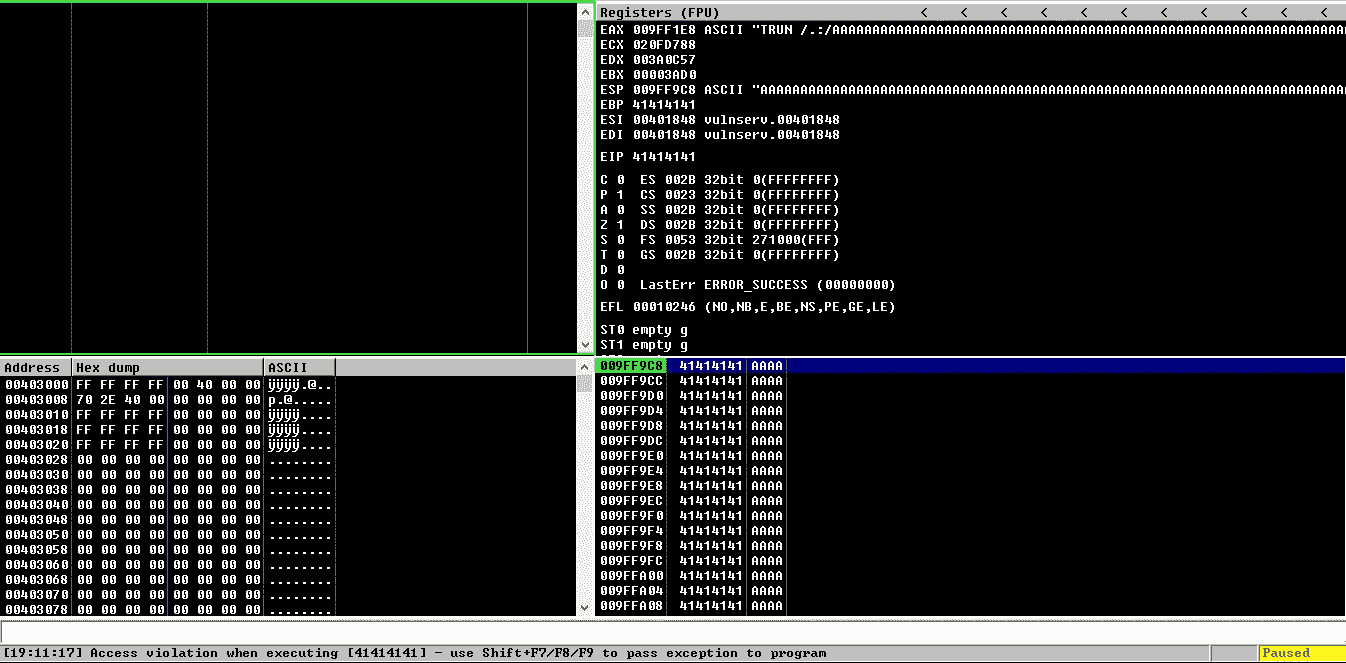 Registers (FPU) < < < < < < < < < < <
EAX 009FF1E8 ASCII "TRUN /.:/AAAAAAAAAAAAAAAAAAAAAAAAAAAAAAAAAAAAAAAAAAAAAAAAAAAAAAAAAAAAAAAA
ECX 020FD788
EDX 003A0C57
EBX 00003AD0
ESP 009FF9C8 ASCII "AAAAAAAAAAAAAAAAAAAAAAAAAAAAAAAAAAAAAAAAAAAAAAAAAAAAAAAAAAAAAAAAAAAAAAAAA
EBP 41414141
ESI 00401848 vulnserv.00401848
EDI 00401848 vulnserv.00401848
EIP 41414141
C 0 ES 002B 32bit 0(FFFFFFFF)
P 1 CS 0023 32bit 0(FFFFFFFF)
A 0 SS 002B 32bit 0(FFFFFFFF)
Z 1 DS 002B 32bit 0(FFFFFFFF)
S 0 FS 0053 32bit 271000(FFF)
T 0 GS 002B 32bit 0(FFFFFFFF)
D 0
O 0 LastErr ERROR_SUCCESS (00000000)
EFL 00010246 (NO,NB,E,BE,NS,PE,GE,LE)
ST0 empty g
ST1 empty g
Address Hex dump ASCII
00403000 FF FF FF FF 00 40 00 00 ÿÿÿÿ.@..
00403008 70 2E 40 00 00 00 00 00 p.@.....
00403010 FF FF FF FF 00 00 00 00 ÿÿÿÿ....
00403018 FF FF FF FF 00 00 00 00 ÿÿÿÿ....
00403020 FF FF FF FF 00 00 00 00 ÿÿÿÿ....
00403028 00 00 00 00 00 00 00 00 ........
00403030 00 00 00 00 00 00 00 00 ........
00403038 00 00 00 00 00 00 00 00 ........
00403040 00 00 00 00 00 00 00 00 ........
00403048 00 00 00 00 00 00 00 00 ........
00403050 00 00 00 00 00 00 00 00 ........
00403058 00 00 00 00 00 00 00 00 ........
00403060 00 00 00 00 00 00 00 00 ........
00403068 00 00 00 00 00 00 00 00 ........
00403070 00 00 00 00 00 00 00 00 ........
00403078 00 00 00 00 00 00 00 00 ........
009FF9C8 41414141 AAAA
009FF9CC 41414141 AAAA
009FF9D0 41414141 AAAA
009FF9D4 41414141 AAAA
009FF9D8 41414141 AAAA
009FF9DC 41414141 AAAA
009FF9E0 41414141 AAAA
009FF9E4 41414141 AAAA
009FF9E8 41414141 AAAA
009FF9EC 41414141 AAAA
009FF9F0 41414141 AAAA
009FF9F4 41414141 AAAA
009FF9F8 41414141 AAAA
009FF9FC 41414141 AAAA
009FFA00 41414141 AAAA
009FFA04 41414141 AAAA
009FFA08 41414141 AAAA
[19:11:17] Access violation when executing [41414141] - use Shift+F7/F8/F9 to pass exception to program
Paused